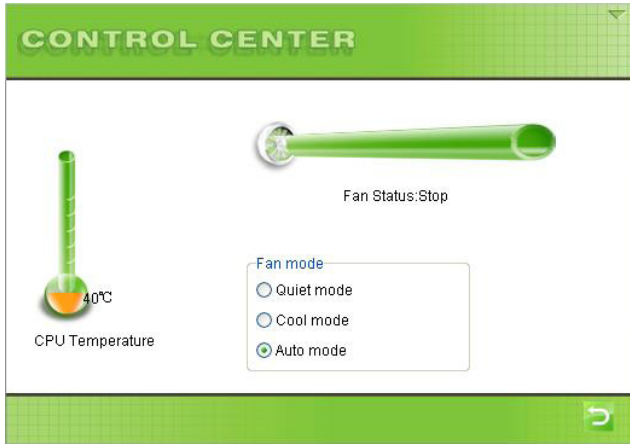 CONTROL CENTER
Fan Status:Stop
Fan mode
Quiet mode
40℃
Cool mode
CPU Temperature
Auto mode